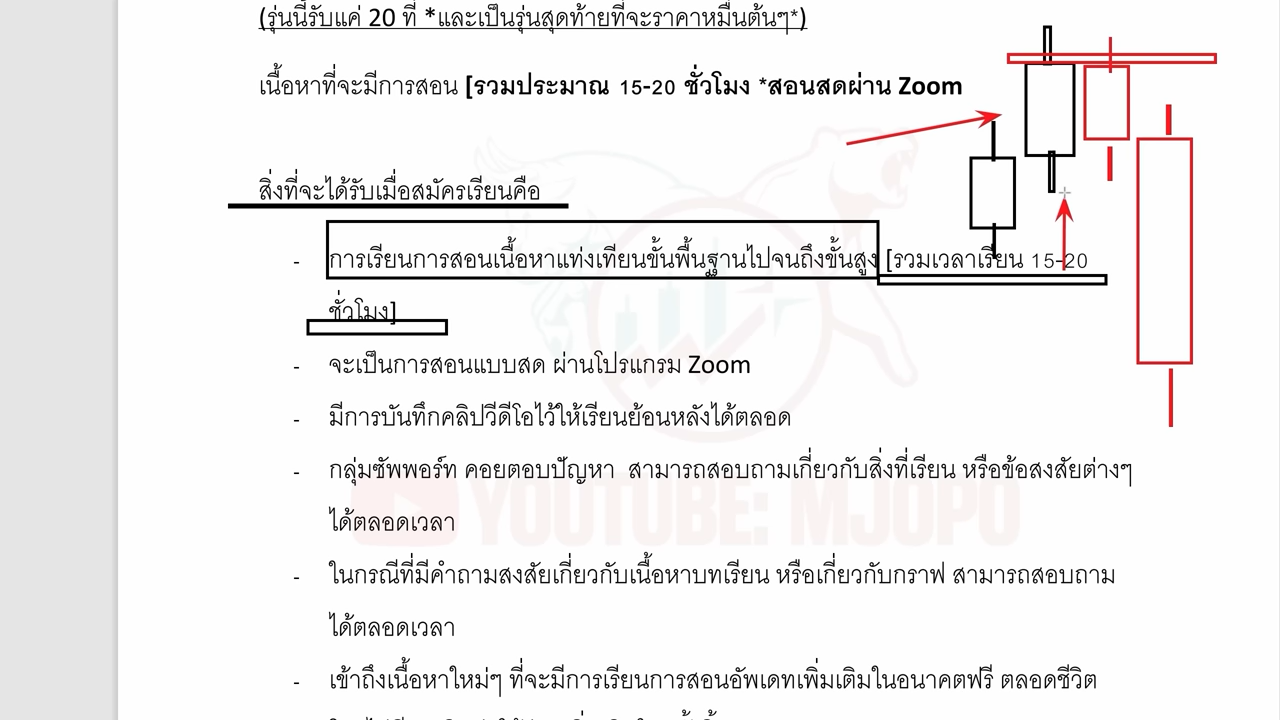 (รุ่นนี้รับแค่ 20 ที่ *และเป็นรุ่นสุดท้ายที่จะราคาหมื่นต้นๆ*)
เนื้อหาที่จะมีการสอน [รวมประมาณ 15-20 ชั่วโมง *สอนสดผ่าน Zoom
สิ่งที่จะได้รับเมื่อสมัครเรียนคือ
- การเรียนการสอนเนื้อหาแท่งเทียนขั้นพื้นฐานไปจนถึงขั้นสูง [รวมเวลาเรียน 15-20
ชั่วโมง]
- จะเป็นการสอนแบบสด ผ่านโปรแกรม Zoom
- มีการบันทึกคลิปวีดีโอไว้ให้เรียนย้อนหลังได้ตลอด
- กลุ่มซัพพอร์ท คอยตอบปัญหา สามารถสอบถามเกี่ยวกับสิ่งที่เรียน หรือข้อสงสัยต่างๆ
ได้ตลอดเวลา
YOUTUBE: MJOPO
- ในกรณีที่มีคำถามสงสัยเกี่ยวกับเนื้อหาบทเรียน หรือเกี่ยวกับกราฟ สามารถสอบถาม
ได้ตลอดเวลา
- เข้าถึงเนื้อหาใหม่ๆ ที่จะมีการเรียนการสอนอัพเดทเพิ่มเติมในอนาคตฟรี ตลอดชีวิต